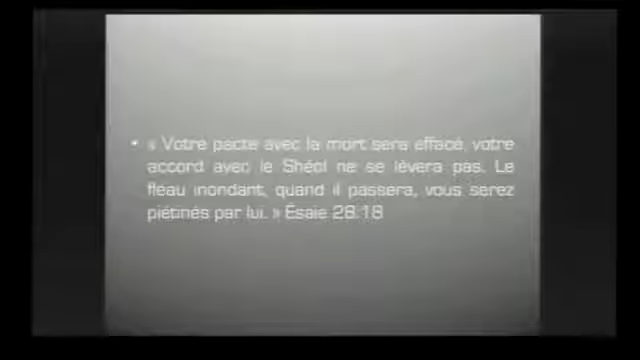 • « Votre pacte avec la mort sera effacé, votre
accord avec le Shéol ne se lèvera pas. Le
fléau inondant, quand il passera, vous serez
piétinés par lui. » Ésaïe 28:18